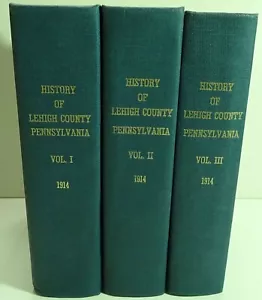 HISTORY
OF
LEHIGH COUNTY
PENNSYLVANIA
VOL. I
1914
HISTORY
OF
LEHIGH COUNTY
PENNSYLVANIA
VOL. II
1914
HISTORY
OF
LEHIGH COUNTY
PENNSYLVANIA
VOL. III
1914